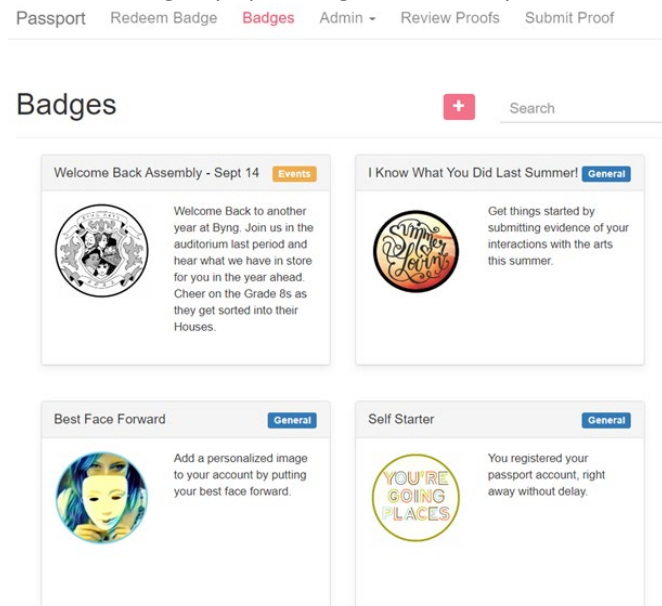 Passport Redeem Badge Badges Admin Review Proofs Submit Proof
Badges
+ Search
Welcome Back Assembly - Sept 14 Events
Welcome Back to another
year at Byng. Join us in the
auditorium last period and
hear what we have in store
for you in the year ahead.
Cheer on the Grade 8s as
they get sorted into their
Houses.
I Know What You Did Last Summer! General
Summer
Lovin'
Get things started by
submitting evidence of your
interactions with the arts
this summer.
Best Face Forward General
Add a personalized image
to your account by putting
your best face forward.
Self Starter General
YOU'RE
GOING
PLACES
You registered your
passport account, right
away without delay.